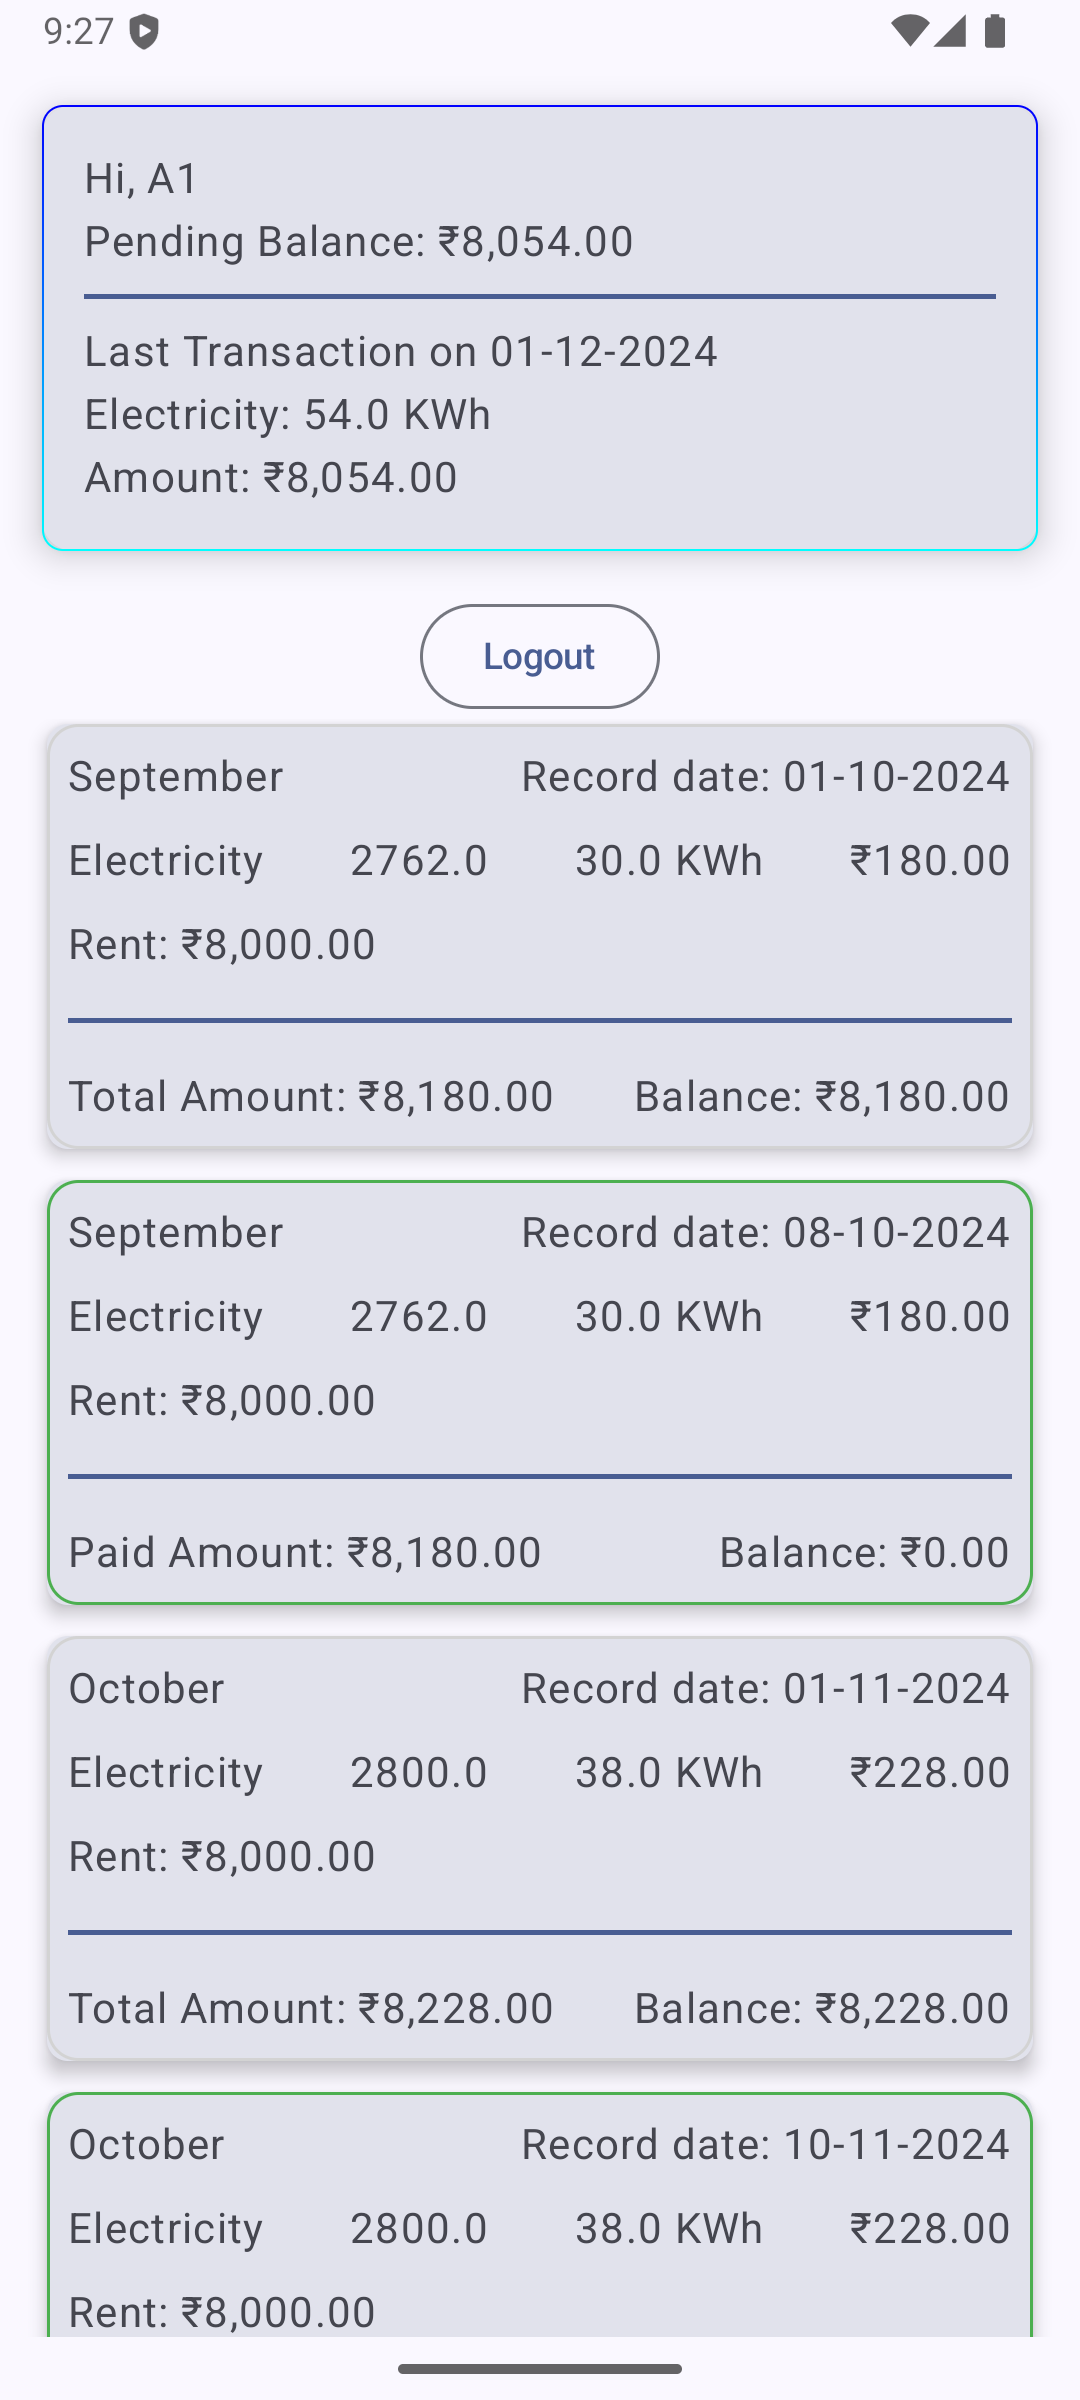 9:27
Hi, A1
Pending Balance: ₹8,054.00
Last Transaction on 01-12-2024
Electricity: 54.0 KWh
Amount: ₹8,054.00
Logout
September Record date: 01-10-2024
Electricity 2762.0 30.0 KWh ₹180.00
Rent: ₹8,000.00
Total Amount: ₹8,180.00 Balance: ₹8,180.00
September Record date: 08-10-2024
Electricity 2762.0 30.0 KWh ₹180.00
Rent: ₹8,000.00
Paid Amount: ₹8,180.00 Balance: ₹0.00
October Record date: 01-11-2024
Electricity 2800.0 38.0 KWh ₹228.00
Rent: ₹8,000.00
Total Amount: ₹8,228.00 Balance: ₹8,228.00
October Record date: 10-11-2024
Electricity 2800.0 38.0 KWh ₹228.00
Rent: ₹8,000.00